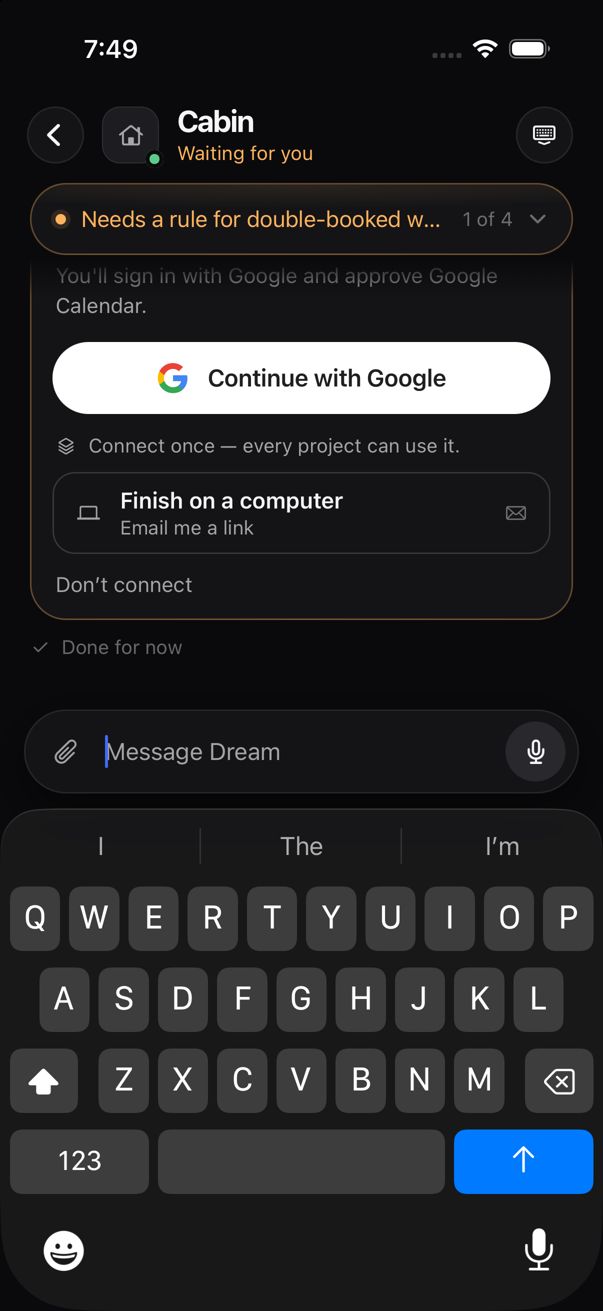 7:49
Cabin
Waiting for you
Needs a rule for double-booked w... 1 of 4
You'll sign in with Google and approve Google
Calendar.
Continue with Google
Connect once — every project can use it.
Finish on a computer
Email me a link
Don’t connect
Done for now
Message Dream
I The I’m
Q W E R T Y U I O P
A S D F G H J K L
Z X C V B N M
123